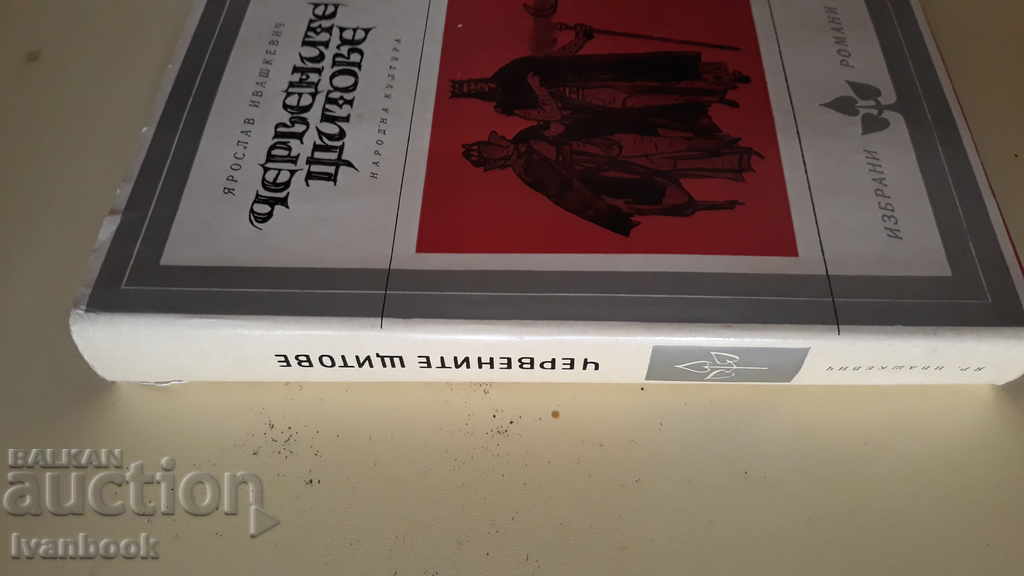 ЯРОСЛАВ ИВАШКЕВИЧ
ЧЕРВЕНИТЕ
ЩИТОВЕ
НАРОДНА КУЛТУРА
ИЗБРАНИ РОМАНИ
ЧЕРВЕНИТЕ ЩИТОВЕ
ЯР. ИВАШКЕВИЧ
BALKAN
auction
Ivanbook